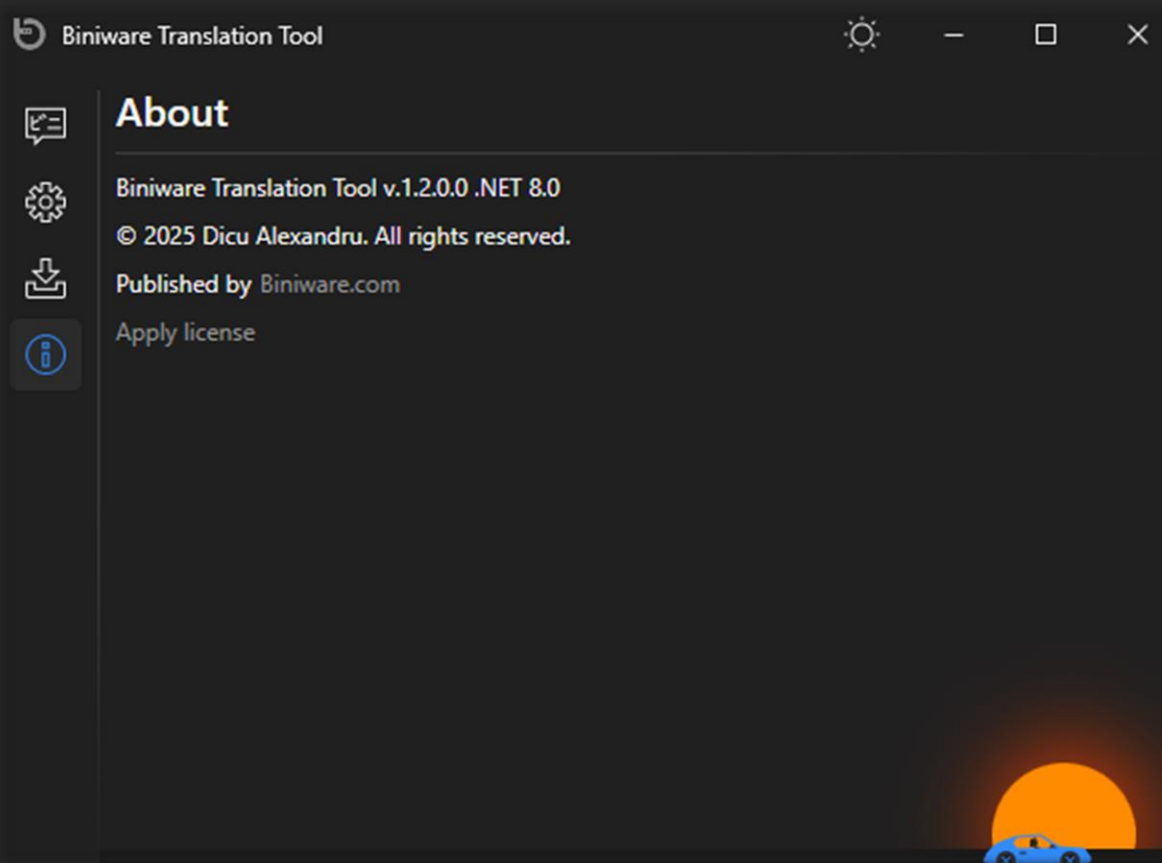 Biniware Translation Tool
About
Biniware Translation Tool v.1.2.0.0 .NET 8.0
© 2025 Dicu Alexandru. All rights reserved.
Published by Biniware.com
Apply license